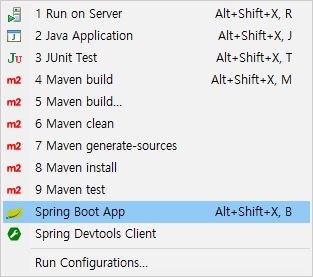 1 Run on Server Alt+Shift+X, R
2 Java Application Alt+Shift+X, J
Ju 3 JUnit Test Alt+Shift+X, T
m2 4 Maven build Alt+Shift+X, M
m2 5 Maven build...
m2 6 Maven clean
m2 7 Maven generate-sources
m2 8 Maven install
m2 9 Maven test
Spring Boot App Alt+Shift+X, B
Spring Devtools Client
Run Configurations...